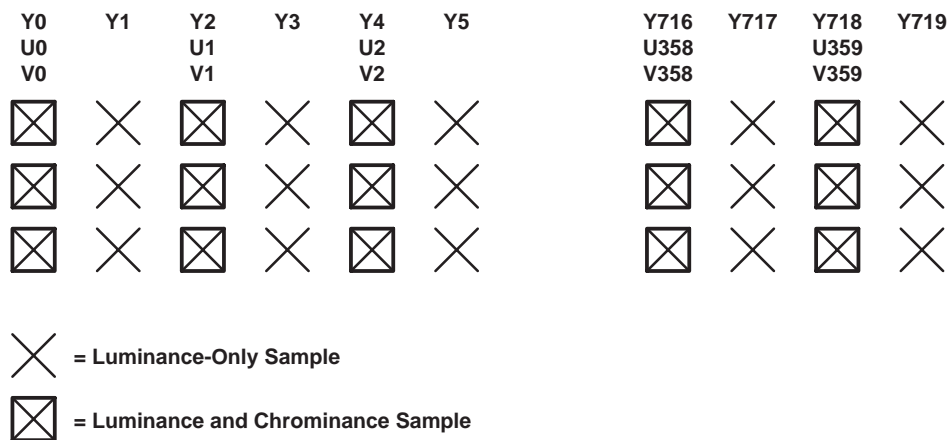 Y0 Y1 Y2 Y3 Y4 Y5 Y716 Y717 Y718 Y719
U0 U1 U2 U358 U359
V0 V1 V2 V358 V359
= Luminance-Only Sample
= Luminance and Chrominance Sample